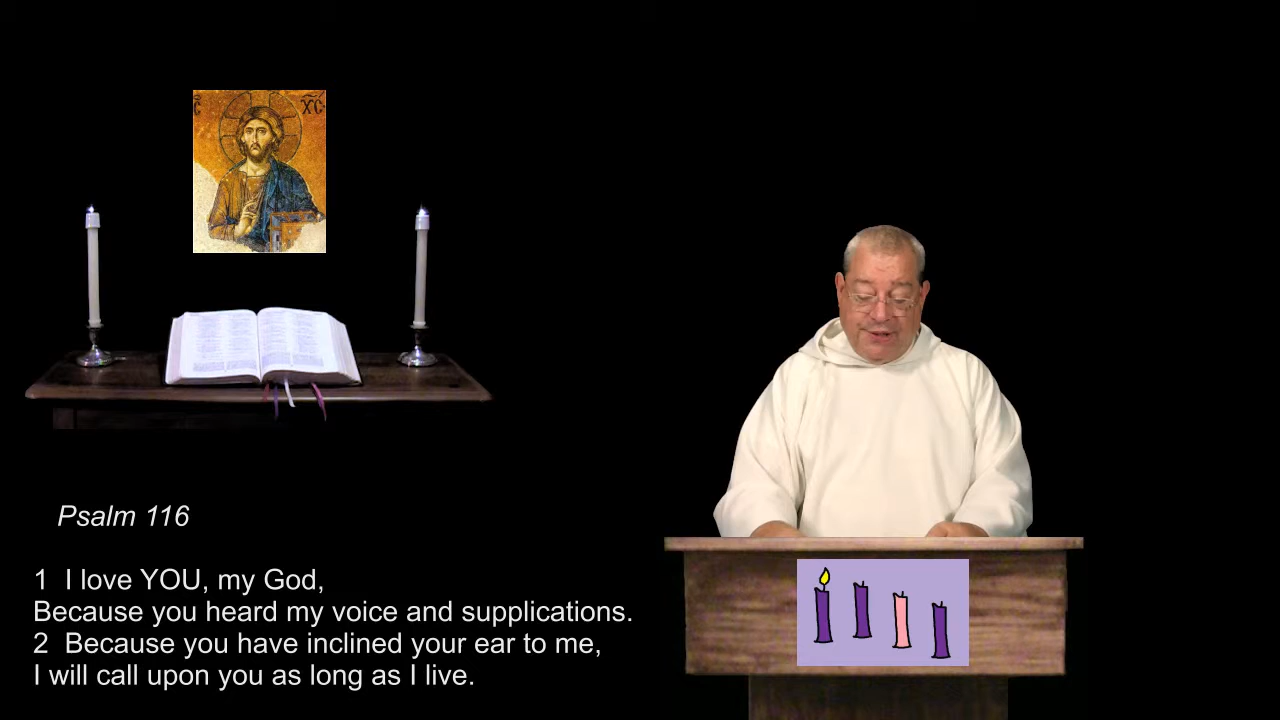 ΧC
Psalm 116
1 I love YOU, my God,
Because you heard my voice and supplications.
2 Because you have inclined your ear to me,
I will call upon you as long as I live.